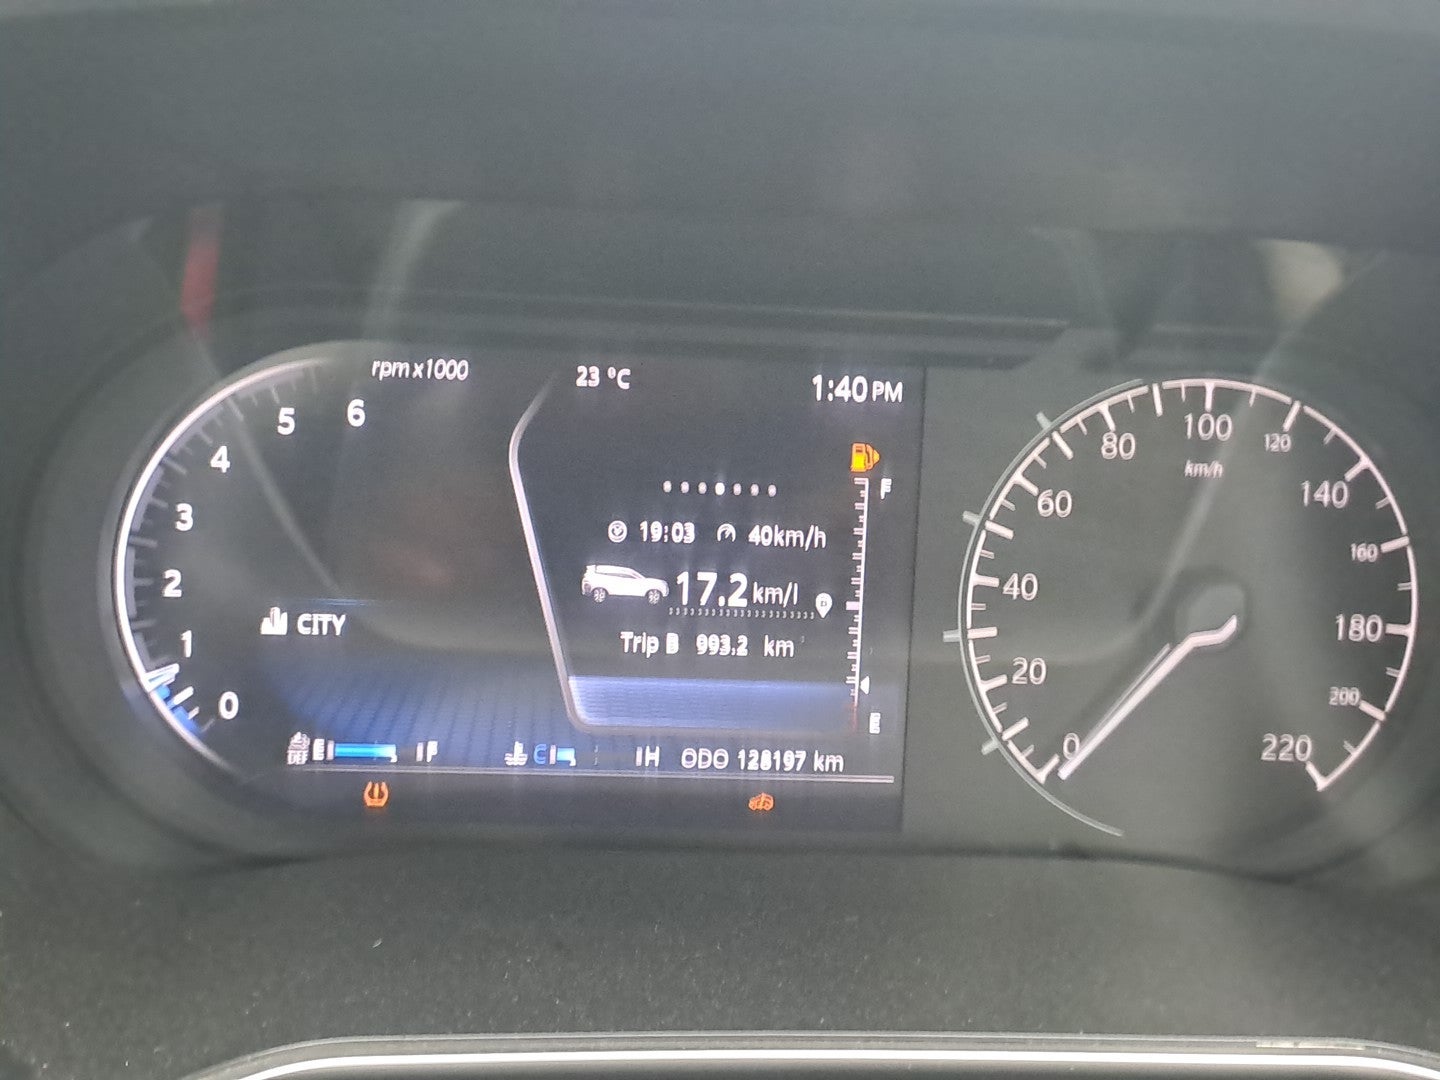 rpm x1000
23 °C
1:40 PM
6
5
4
3
2
1
0
CITY
F
19:03 40km/h
17.2 km/l
D
Trip B 993.2 km
E
DEF E F
C H
ODO 128197 km
0
20
40
60
80
100
120
140
160
180
200
220
km/h